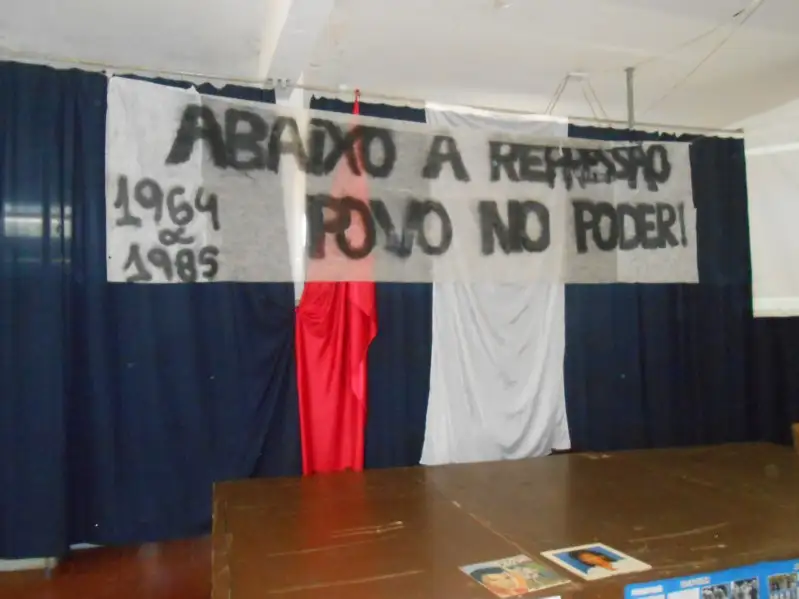 ABAIXO A REPRESSÃO
1964 POVO NO PODER!
a
1985